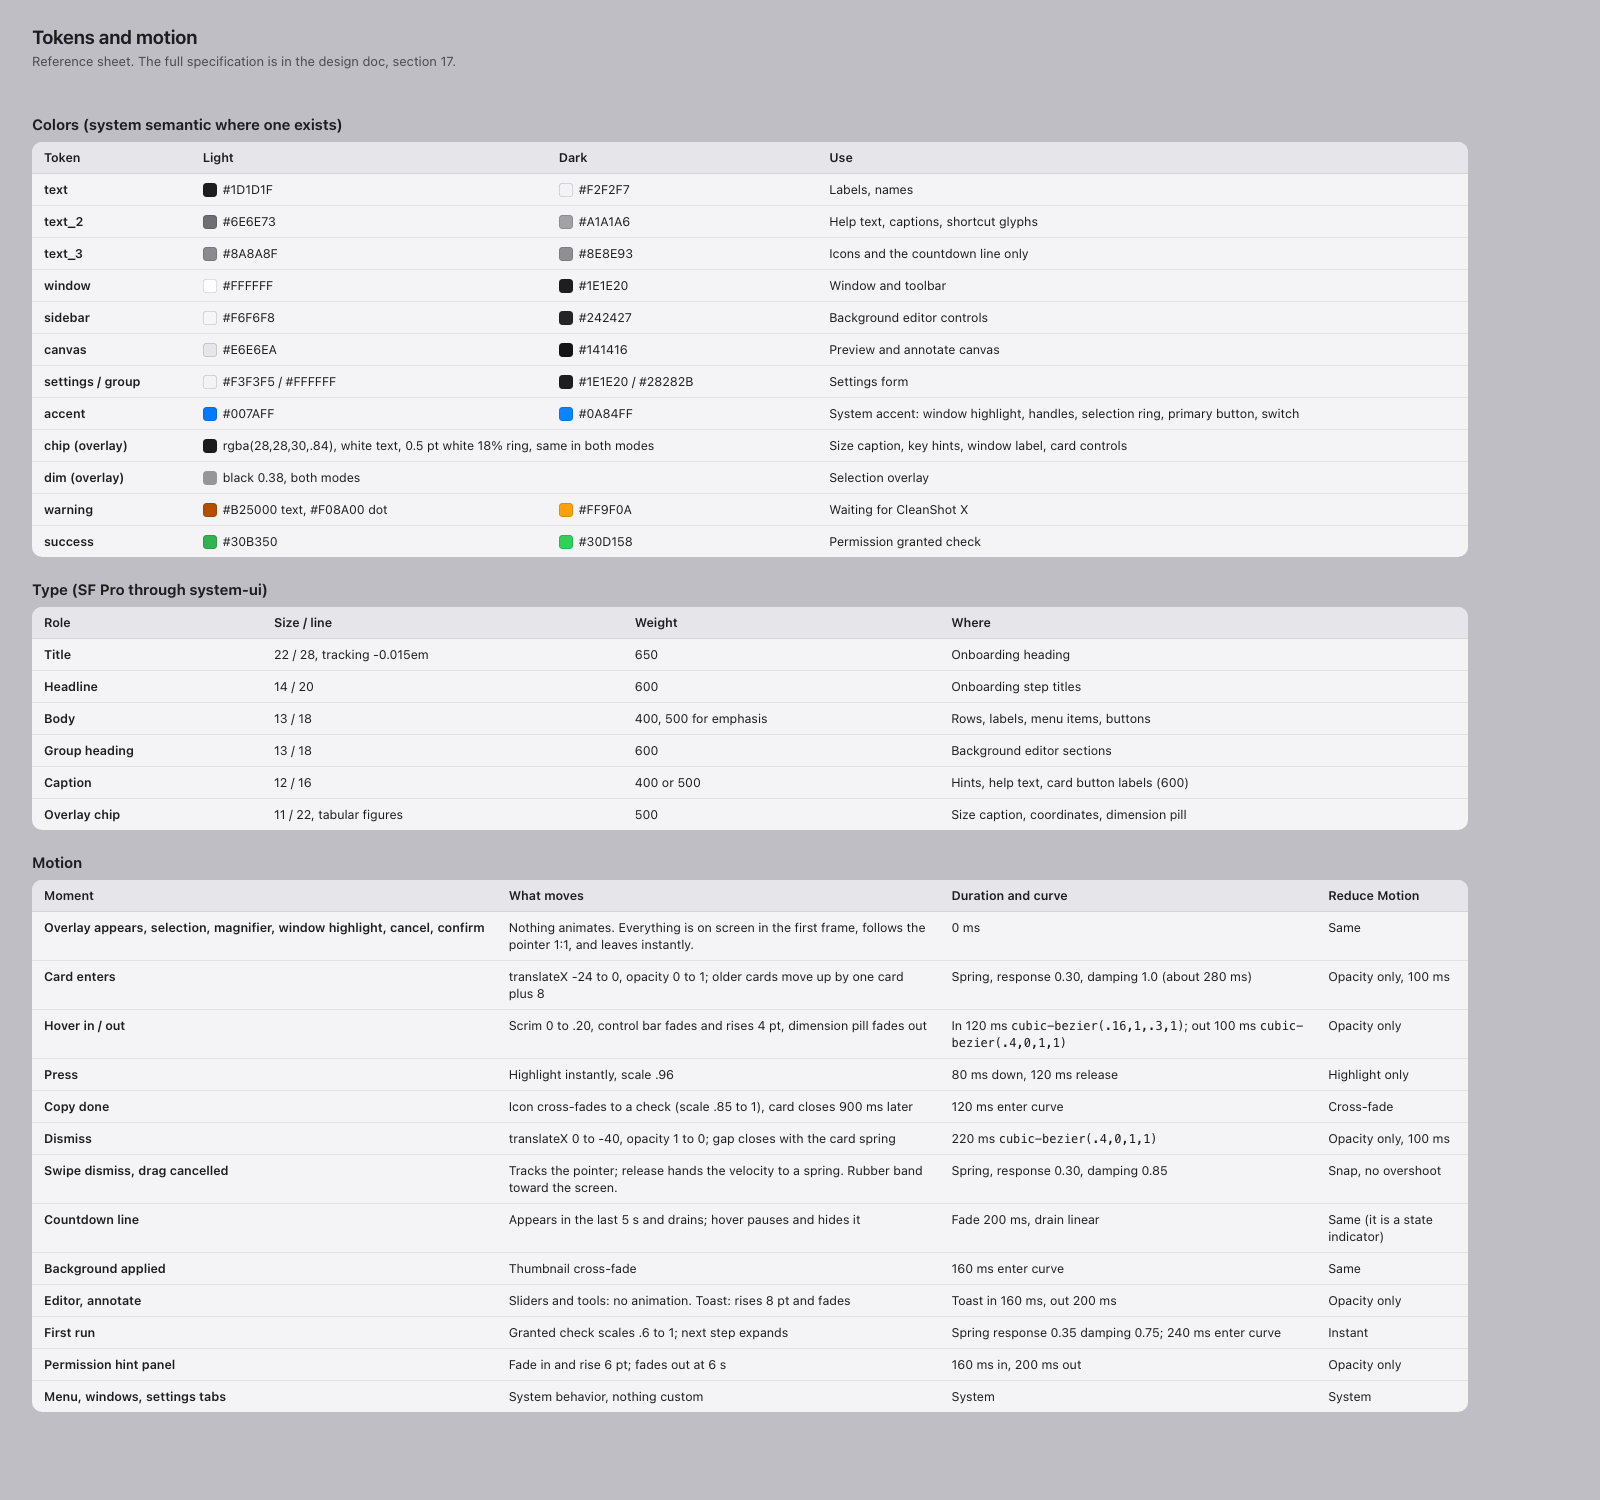 Tokens and motion
Reference sheet. The full specification is in the design doc, section 17.
Colors (system semantic where one exists)
Token Light Dark Use
text #1D1D1F #F2F2F7 Labels, names
text_2 #6E6E73 #A1A1A6 Help text, captions, shortcut glyphs
text_3 #8A8A8F #8E8E93 Icons and the countdown line only
window #FFFFFF #1E1E20 Window and toolbar
sidebar #F6F6F8 #242427 Background editor controls
canvas #E6E6EA #141416 Preview and annotate canvas
settings / group #F3F3F5 / #FFFFFF #1E1E20 / #28282B Settings form
accent #007AFF #0A84FF System accent: window highlight, handles, selection ring, primary button, switch
chip (overlay) rgba(28,28,30,.84), white text, 0.5 pt white 18% ring, same in both modes Size caption, key hints, window label, card controls
dim (overlay) black 0.38, both modes Selection overlay
warning #B25000 text, #F08A00 dot #FF9F0A Waiting for CleanShot X
success #30B350 #30D158 Permission granted check
Type (SF Pro through system-ui)
Role Size / line Weight Where
Title 22 / 28, tracking -0.015em 650 Onboarding heading
Headline 14 / 20 600 Onboarding step titles
Body 13 / 18 400, 500 for emphasis Rows, labels, menu items, buttons
Group heading 13 / 18 600 Background editor sections
Caption 12 / 16 400 or 500 Hints, help text, card button labels (600)
Overlay chip 11 / 22, tabular figures 500 Size caption, coordinates, dimension pill
Motion
Moment What moves Duration and curve Reduce Motion
Overlay appears, selection, magnifier, window highlight, cancel, confirm Nothing animates. Everything is on screen in the first frame, follows the 0 ms Same
pointer 1:1, and leaves instantly.
Card enters translateX -24 to 0, opacity 0 to 1; older cards move up by one card Spring, response 0.30, damping 1.0 (about 280 ms) Opacity only, 100 ms
plus 8
Hover in / out Scrim 0 to .20, control bar fades and rises 4 pt, dimension pill fades out In 120 ms cubic-bezier(.16,1,.3,1); out 100 ms cubic- Opacity only
bezier(.4,0,1,1)
Press Highlight instantly, scale .96 80 ms down, 120 ms release Highlight only
Copy done Icon cross-fades to a check (scale .85 to 1), card closes 900 ms later 120 ms enter curve Cross-fade
Dismiss translateX 0 to -40, opacity 1 to 0; gap closes with the card spring 220 ms cubic-bezier(.4,0,1,1) Opacity only, 100 ms
Swipe dismiss, drag cancelled Tracks the pointer; release hands the velocity to a spring. Rubber band Spring, response 0.30, damping 0.85 Snap, no overshoot
toward the screen.
Countdown line Appears in the last 5 s and drains; hover pauses and hides it Fade 200 ms, drain linear Same (it is a state
indicator)
Background applied Thumbnail cross-fade 160 ms enter curve Same
Editor, annotate Sliders and tools: no animation. Toast: rises 8 pt and fades Toast in 160 ms, out 200 ms Opacity only
First run Granted check scales .6 to 1; next step expands Spring response 0.35 damping 0.75; 240 ms enter curve Instant
Permission hint panel Fade in and rise 6 pt; fades out at 6 s 160 ms in, 200 ms out Opacity only
Menu, windows, settings tabs System behavior, nothing custom System System